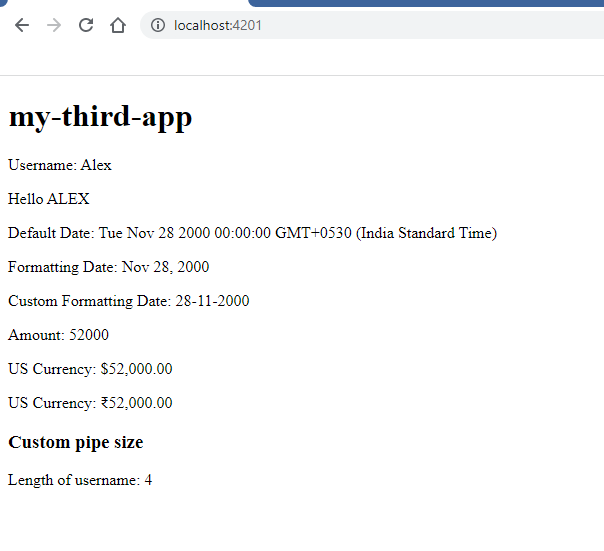 localhost:4201
my-third-app
Username: Alex
Hello ALEX
Default Date: Tue Nov 28 2000 00:00:00 GMT+0530 (India Standard Time)
Formatting Date: Nov 28, 2000
Custom Formatting Date: 28-11-2000
Amount: 52000
US Currency: $52,000.00
US Currency: ₹52,000.00
Custom pipe size
Length of username: 4